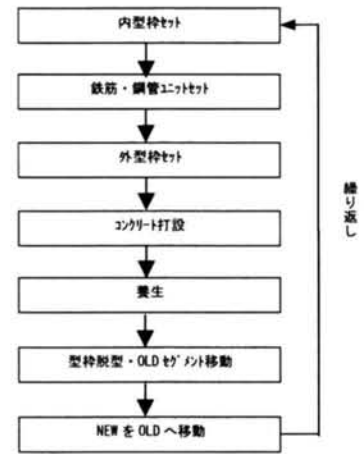 内型枠ｾｯﾄ
鉄筋・鋼管ﾕﾆｯﾄｾｯﾄ
外型枠ｾｯﾄ
ｺﾝｸﾘｰﾄ打設
養生
型枠脱型・OLDｾｸﾞﾒﾝﾄ移動
NEWをOLDへ移動
繰り返し